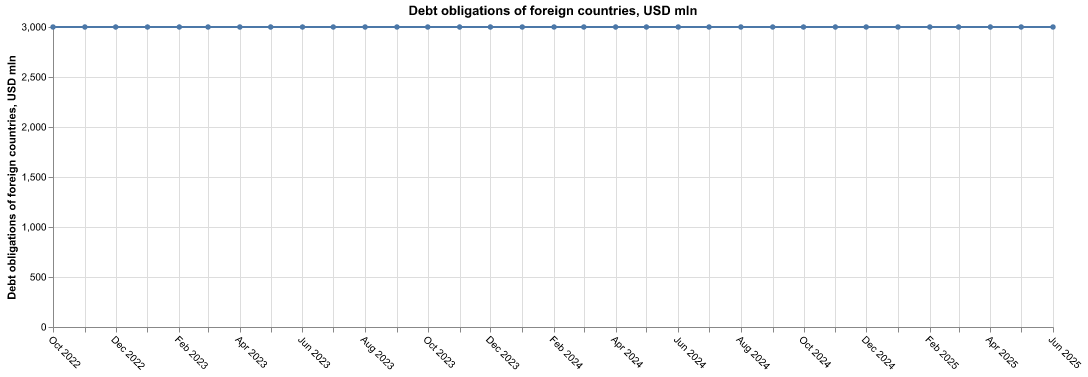 Debt obligations of foreign countries, USD mln
Debt obligations of foreign countries, USD mln
3,000
2,500
2,000
1,500
1,000
500
0
Oct 2022
Dec 2022
Feb 2023
Apr 2023
Jun 2023
Aug 2023
Oct 2023
Dec 2023
Feb 2024
Apr 2024
Jun 2024
Aug 2024
Oct 2024
Dec 2024
Feb 2025
Apr 2025
Jun 2025